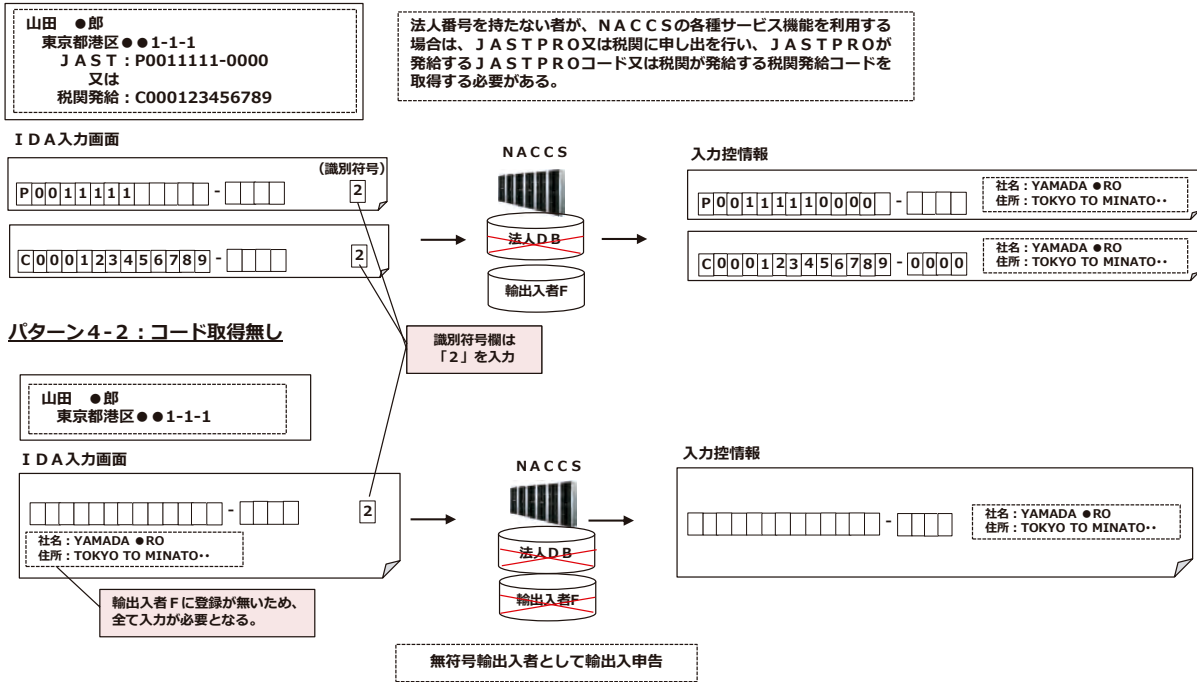 山田 ●郎
東京都港区●●1-1-1
JAST：P0011111-0000
又は
税関発給：C000123456789
法人番号を持たない者が、NACCSの各種サービス機能を利用する
場合は、JASTPRO又は税関に申し出を行い、JASTPROが
発給するJASTPROコード又は税関が発給する税関発給コードを
取得する必要がある。
IDA入力画面
(識別符号)
P0011111 -
2
C000123456789 -
2
NACCS
法人DB
輸出入者F
入力控情報
P00111110000 -
社名：YAMADA ●RO
住所：TOKYO TO MINATO・・
C000123456789 - 0000
社名：YAMADA ●RO
住所：TOKYO TO MINATO・・
パターン４-２：コード取得無し
識別符号欄は
「２」を入力
山田 ●郎
東京都港区●●1-1-1
IDA入力画面
-
2
社名：YAMADA ●RO
住所：TOKYO TO MINATO・・
輸出入者Fに登録が無いため、
全て入力が必要となる。
NACCS
法人DB
輸出入者F
入力控情報
-
社名：YAMADA ●RO
住所：TOKYO TO MINATO・・
無符号輸出入者として輸出入申告